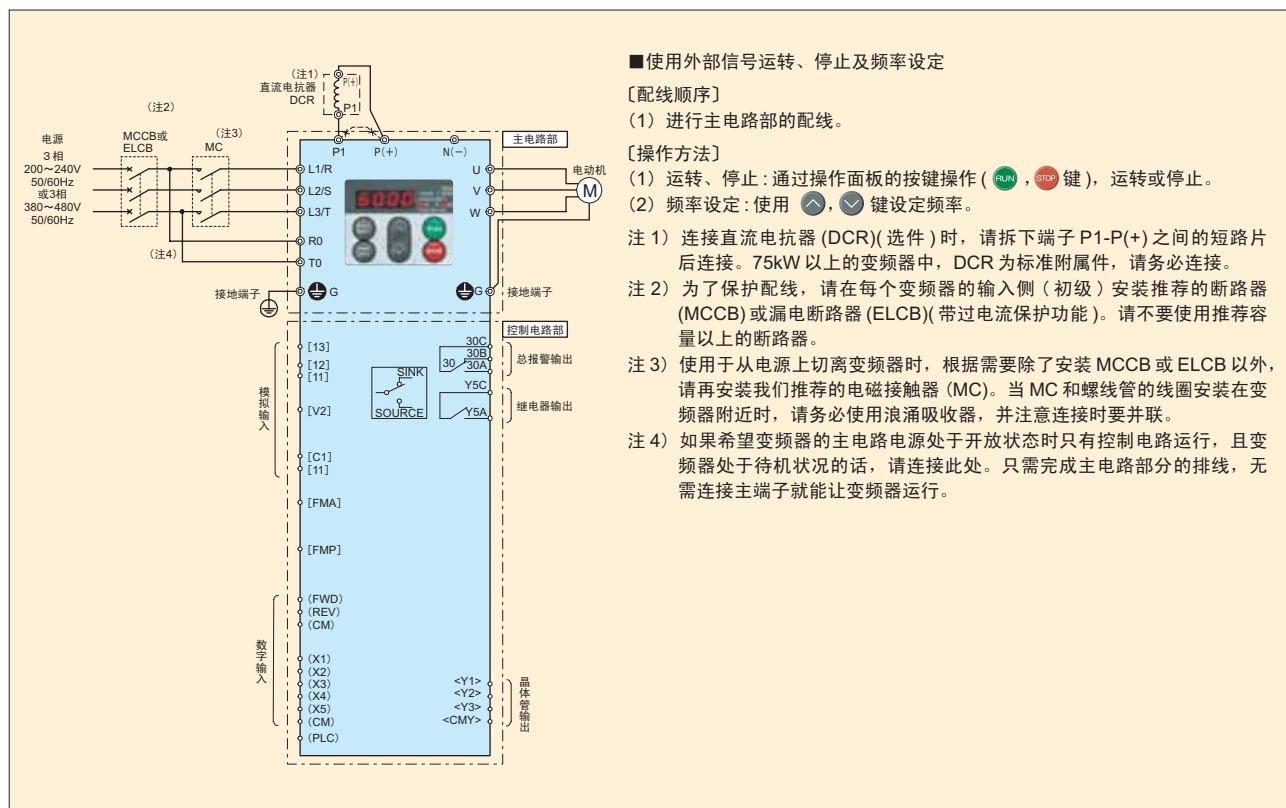 (注1)
直流电抗器
DCR
P(+)
P1
(注2)
(注3)
电源
3相
200～240V
50/60Hz
或3相
380～480V
50/60Hz
MCCB或
ELCB
MC
(注4)
P1
P(+)
N(-)
主电路部
L1/R
L2/S
L3/T
R0
T0
U
V
W
电动机
M
5000
接地端子
G
G
接地端子
控制电路部
模拟输入
[13]
[12]
[11]
[V2]
[C1]
[11]
[FMA]
[FMP]
SINK
SOURCE
30C
30B
30
30A
总报警输出
Y5C
Y5A
继电器输出
数字输入
(FWD)
(REV)
(CM)
(X1)
(X2)
(X3)
(X4)
(X5)
(CM)
(PLC)
<Y1>
<Y2>
<Y3>
<CMY>
晶体管输出
■使用外部信号运转、停止及频率设定
〔配线顺序〕
(1）进行主电路部的配线。
〔操作方法〕
(1）运转、停止 : 通过操作面板的按键操作 ( RUN , STOP 键 )，运转或停止。
(2）频率设定 : 使用 , 键设定频率。
注 1）连接直流电抗器 (DCR)( 选件 ) 时，请拆下端子 P1-P(+) 之间的短路片
后连接。75kW 以上的变频器中，DCR 为标准附属件，请务必连接。
注 2）为了保护配线，请在每个变频器的输入侧（初级）安装推荐的断路器
(MCCB) 或漏电断路器 (ELCB)( 带过电流保护功能 )。请不要使用推荐容
量以上的断路器。
注 3）使用于从电源上切离变频器时，根据需要除了安装 MCCB 或 ELCB 以外，
请再安装我们推荐的电磁接触器 (MC)。当 MC 和螺线管的线圈安装在变
频器附近时，请务必使用浪涌吸收器，并注意连接时要并联。
注 4）如果希望变频器的主电路电源处于开放状态时只有控制电路运行，且变
频器处于待机状况的话，请连接此处。只需完成主电路部分的排线，无
需连接主端子就能让变频器运行。